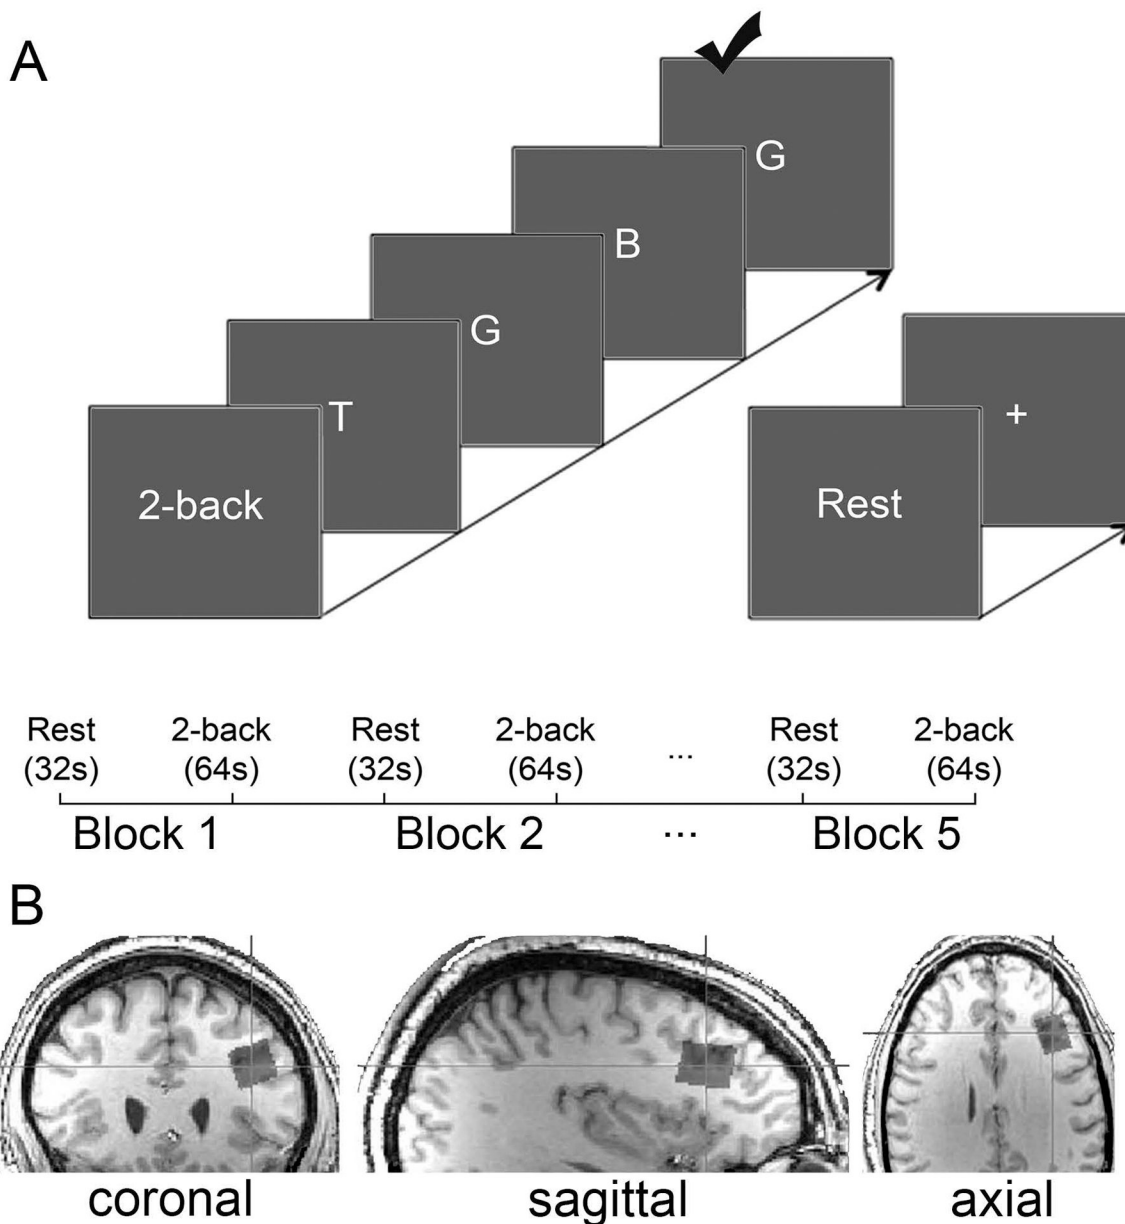 A
G
B
G
T
2-back
+
Rest
Rest 2-back Rest 2-back ... Rest 2-back
(32s) (64s) (32s) (64s) (32s) (64s)
Block 1 Block 2 ... Block 5
B
coronal sagittal axial